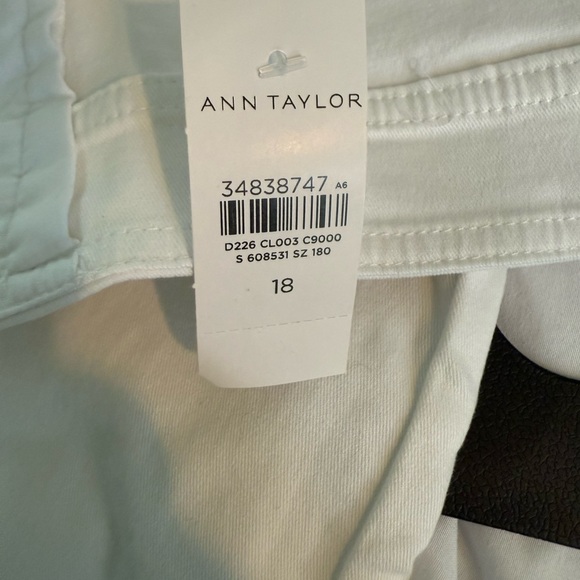 ANN TAYLOR
34838747 A6
D226 CL003 C9000
S 608531 SZ 180
18